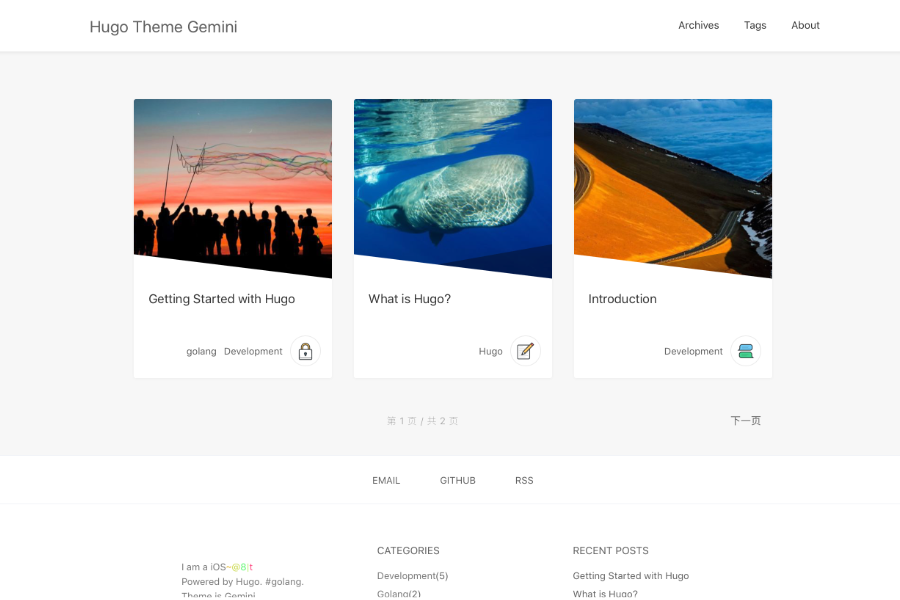 Hugo Theme Gemini
Archives Tags About
Getting Started with Hugo
golang Development
What is Hugo?
Hugo
Introduction
Development
第 1 页 / 共 2 页
下一页
EMAIL GITHUB RSS
I am a iOS~@8|t
Powered by Hugo. #golang.
Theme is Gemini
CATEGORIES
Development(5)
Golang(2)
RECENT POSTS
Getting Started with Hugo
What is Hugo?